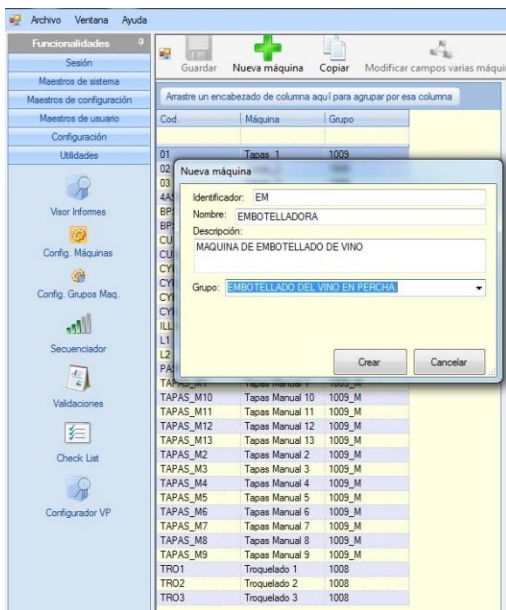 Archivo Ventana Ayuda
Funcionalidades
Sesión
Maestros de sistema
Maestros de configuración
Maestros de usuario
Configuración
Utilidades
Visor Informes
Config. Máquinas
Config. Grupos Maq.
Secuenciador
Validaciones
Check List
Configurador VP
Guardar Nueva máquina Copiar Modificar campos varias máqui
Arrastre un encabezado de columna aquí para agrupar por esa columna
Cod. Máquina Grupo
01 Tapas_1 1009
02
03
Nueva máquina
Identificador: EM
Nombre: EMBOTELLADORA
Descripción:
MAQUINA DE EMBOTELLADO DE VINO
Grupo: EMBOTELLADO DEL VINO EN PERCHA.
Crear Cancelar
L1
L2
TAPAS_M10 Tapas Manual 10 1009_M
TAPAS_M11 Tapas Manual 11 1009_M
TAPAS_M12 Tapas Manual 12 1009_M
TAPAS_M13 Tapas Manual 13 1009_M
TAPAS_M2 Tapas Manual 2 1009_M
TAPAS_M3 Tapas Manual 3 1009_M
TAPAS_M4 Tapas Manual 4 1009_M
TAPAS_M5 Tapas Manual 5 1009_M
TAPAS_M6 Tapas Manual 6 1009_M
TAPAS_M7 Tapas Manual 7 1009_M
TAPAS_M8 Tapas Manual 8 1009_M
TAPAS_M9 Tapas Manual 9 1009_M
TRO1 Troquelado 1 1008
TRO2 Troquelado 2 1008
TRO3 Troquelado 3 1008